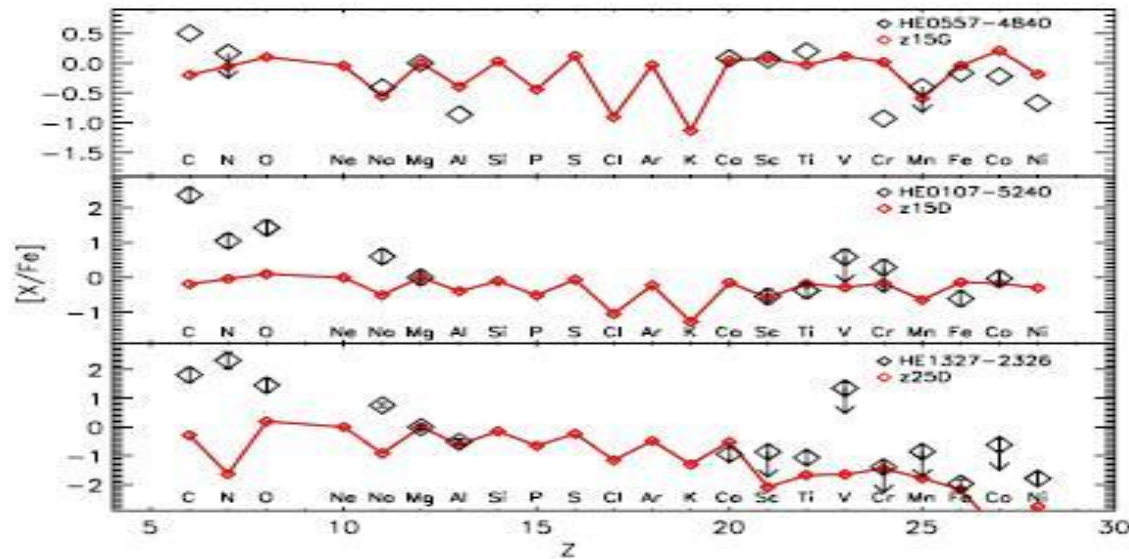 HE0557−4840
z15G
0.5
0.0
−0.5
−1.0
−1.5
C N O Ne Na Mg Al Si P S Cl Ar K Ca Sc Ti V Cr Mn Fe Co Ni
HE0107−5240
z15D
2
1
0
−1
C N O Ne Na Mg Al Si P S Cl Ar K Ca Sc Ti V Cr Mn Fe Co Ni
[X/Fe]
HE1327−2326
z25D
2
1
0
−1
−2
C N O Ne Na Mg Al Si P S Cl Ar K Ca Sc Ti V Cr Mn Fe Co Ni
5 10 15 20 25 30
Z